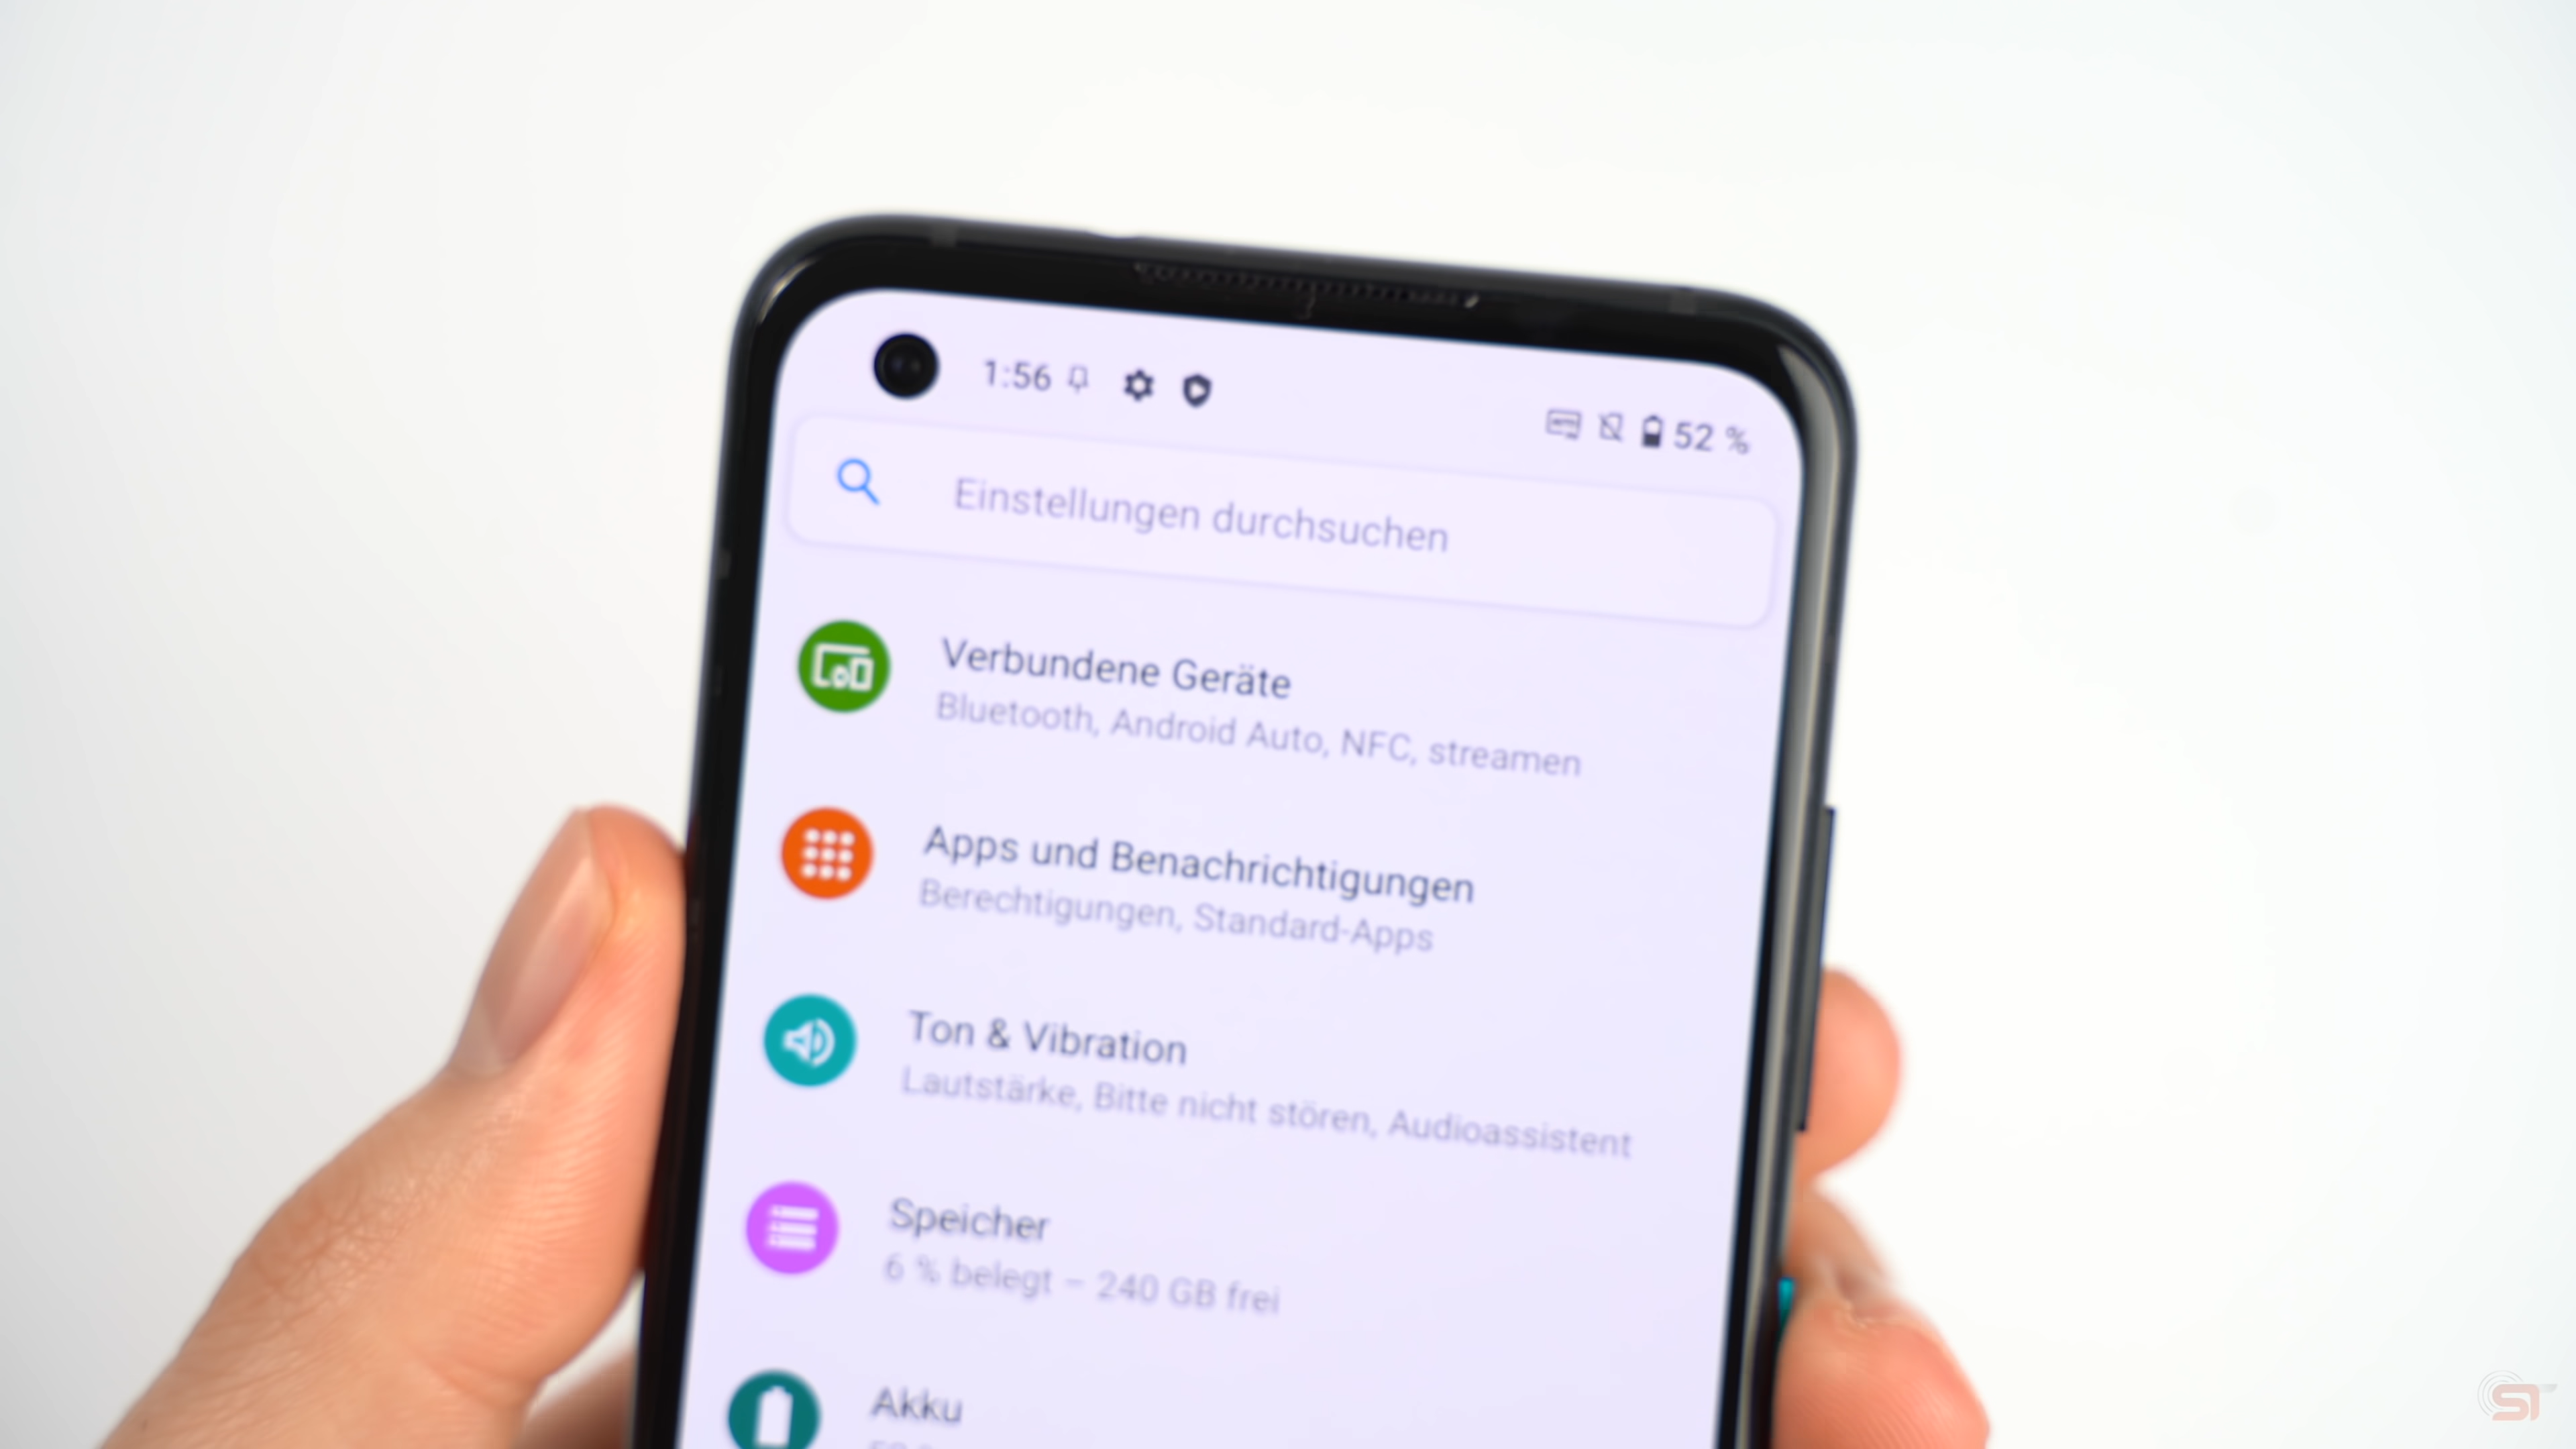 1:56
52 %
Einstellungen durchsuchen
Verbundene Geräte
Bluetooth, Android Auto, NFC, streamen
Apps und Benachrichtigungen
Berechtigungen, Standard-Apps
Ton & Vibration
Lautstärke, Bitte nicht stören, Audioassistent
Speicher
6 % belegt – 240 GB frei
Akku
ST